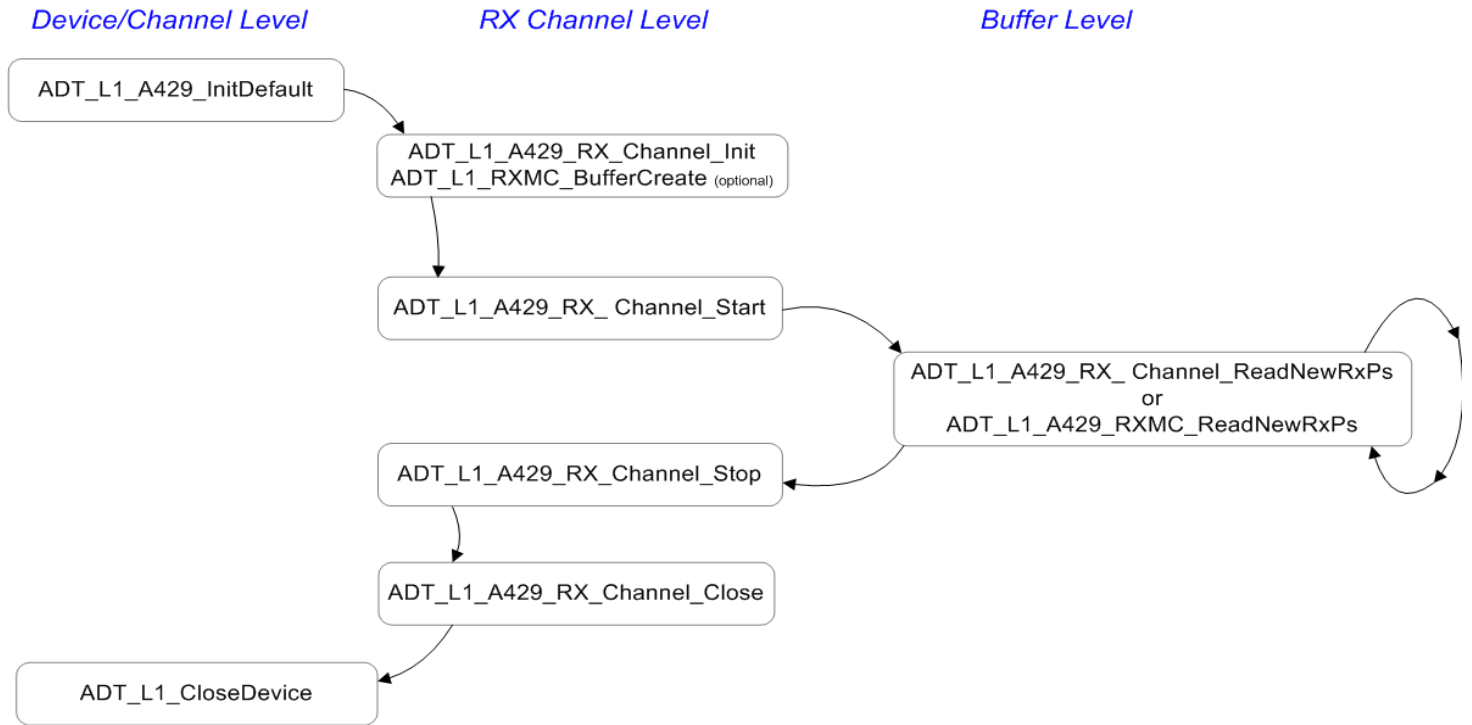 Device/Channel Level
RX Channel Level
Buffer Level
ADT_L1_A429_InitDefault
ADT_L1_A429_RX_Channel_Init
ADT_L1_RXMC_BufferCreate (optional)
ADT_L1_A429_RX_ Channel_Start
ADT_L1_A429_RX_ Channel_ReadNewRxPs
or
ADT_L1_A429_RXMC_ReadNewRxPs
ADT_L1_A429_RX_Channel_Stop
ADT_L1_A429_RX_Channel_Close
ADT_L1_CloseDevice